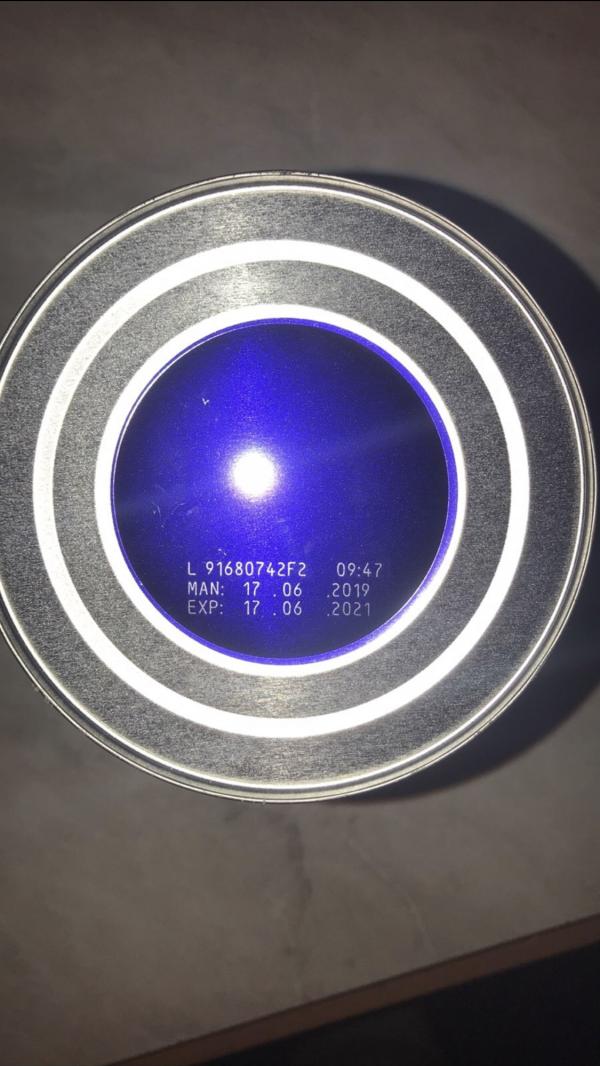 L 91680742F2 09:47
MAN: 17 .06 .2019
EXP: 17 .06 .2021